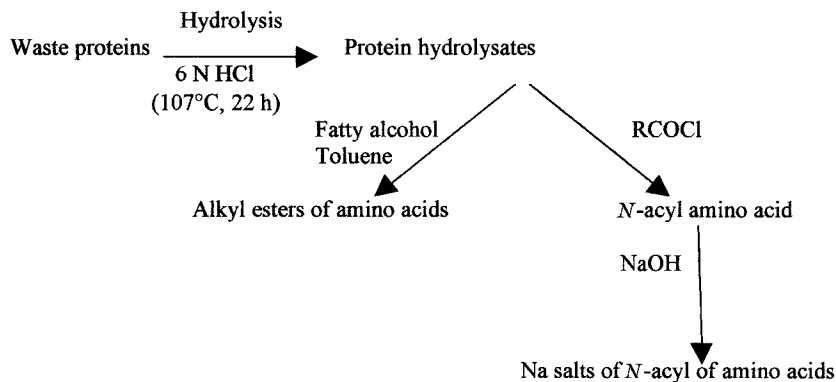 Hydrolysis
Waste proteins
Protein hydrolysates
6 N HCl
(107°C, 22 h)
Fatty alcohol
Toluene
RCOCl
Alkyl esters of amino acids
N-acyl amino acid
NaOH
Na salts of N-acyl of amino acids